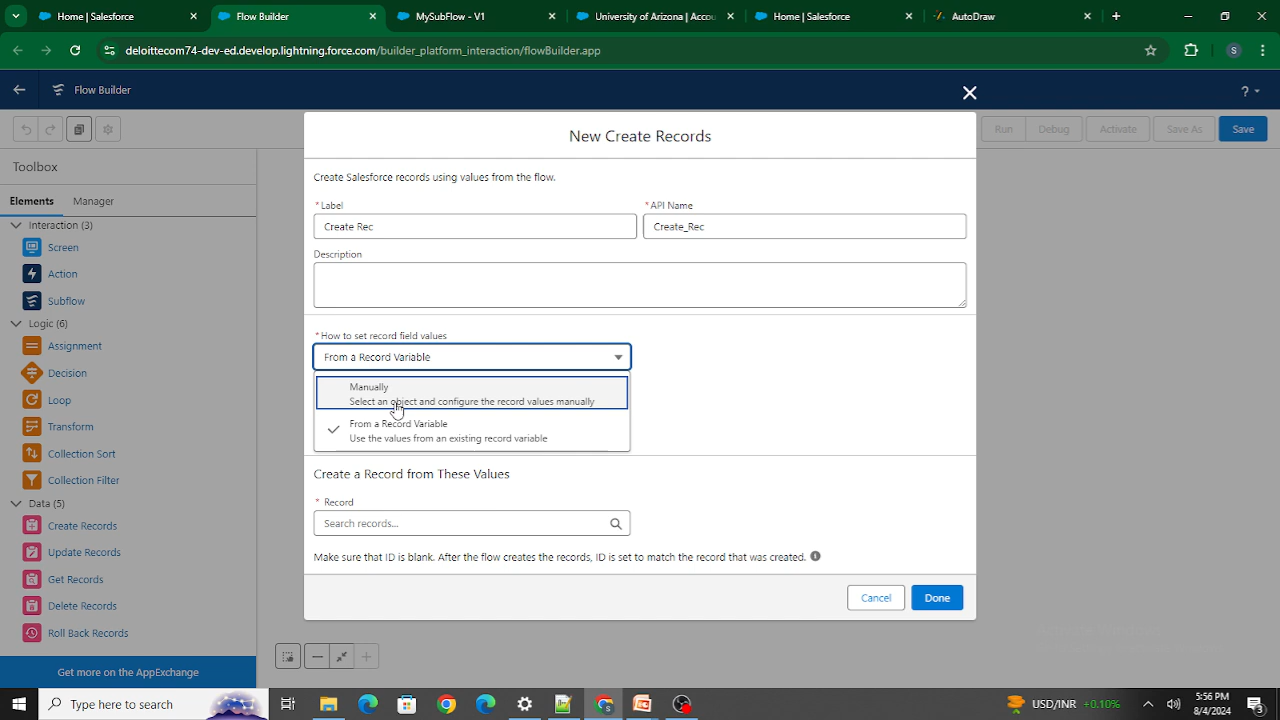 Home | Salesforce
Flow Builder
MySubFlow - V1
University of Arizona | Accou
Home | Salesforce
AutoDraw
deloittecom74-dev-ed.develop.lightning.force.com/builder_platform_interaction/flowBuilder.app
S
Flow Builder
?
Run
Debug
Activate
Save As
Save
Toolbox
Elements
Manager
Interaction (3)
Screen
Action
Subflow
Logic (6)
Assignment
Decision
Loop
Transform
Collection Sort
Collection Filter
Data (5)
Create Records
Update Records
Get Records
Delete Records
Roll Back Records
Get more on the AppExchange
New Create Records
Create Salesforce records using values from the flow.
* Label
* API Name
Create Rec
Create_Rec
Description
* How to set record field values
From a Record Variable
Manually
Select an object and configure the record values manually
From a Record Variable
Use the values from an existing record variable
Create a Record from These Values
* Record
Search records...
Make sure that ID is blank. After the flow creates the records, ID is set to match the record that was created.
Cancel
Done
Type here to search
USD/INR +0.10%
5:56 PM
8/4/2024
3